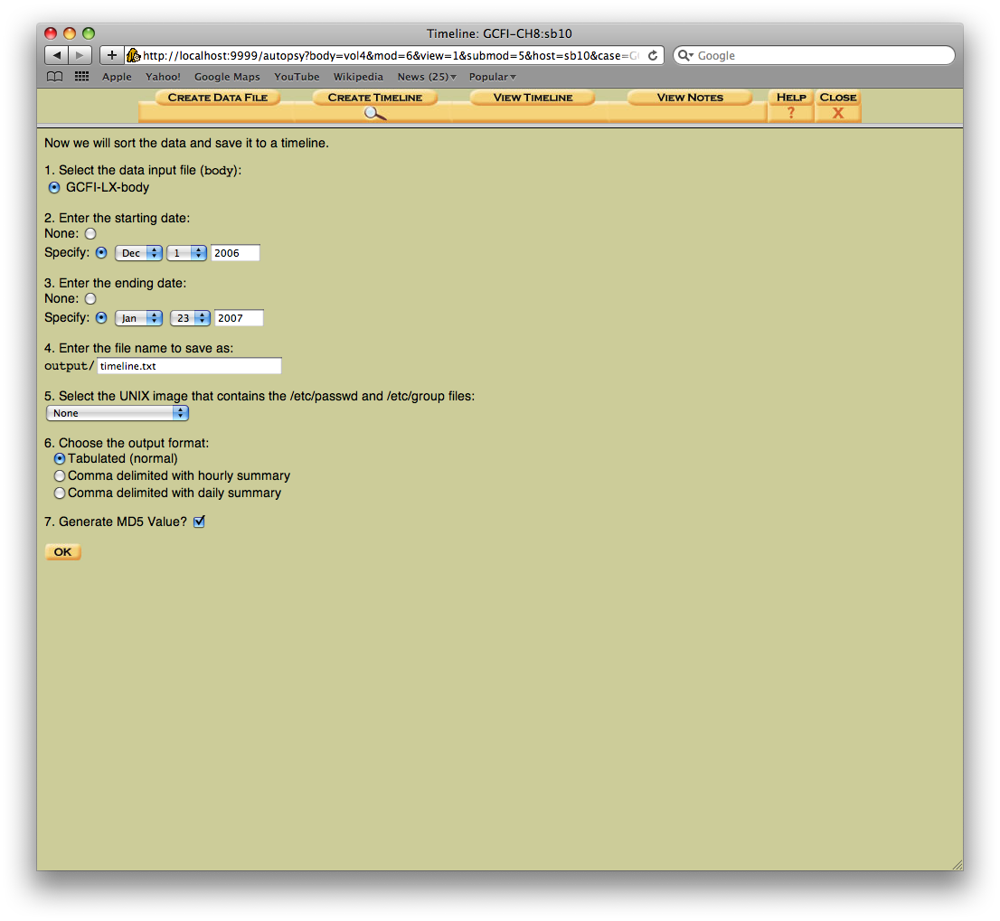 Timeline: GCFI-CH8:sb10
+ http://localhost:9999/autopsy?body=vol4&mod=6&view=1&submod=5&host=sb10&case=G Google
Apple Yahoo! Google Maps YouTube Wikipedia News (25) Popular
CREATE DATA FILE CREATE TIMELINE VIEW TIMELINE VIEW NOTES HELP CLOSE
? X
Now we will sort the data and save it to a timeline.
1. Select the data input file (body):
GCFI-LX-body
2. Enter the starting date:
None:
Specify: Dec 1 2006
3. Enter the ending date:
None:
Specify: Jan 23 2007
4. Enter the file name to save as:
output/ timeline.txt
5. Select the UNIX image that contains the /etc/passwd and /etc/group files:
None
6. Choose the output format:
Tabulated (normal)
Comma delimited with hourly summary
Comma delimited with daily summary
7. Generate MD5 Value?
OK